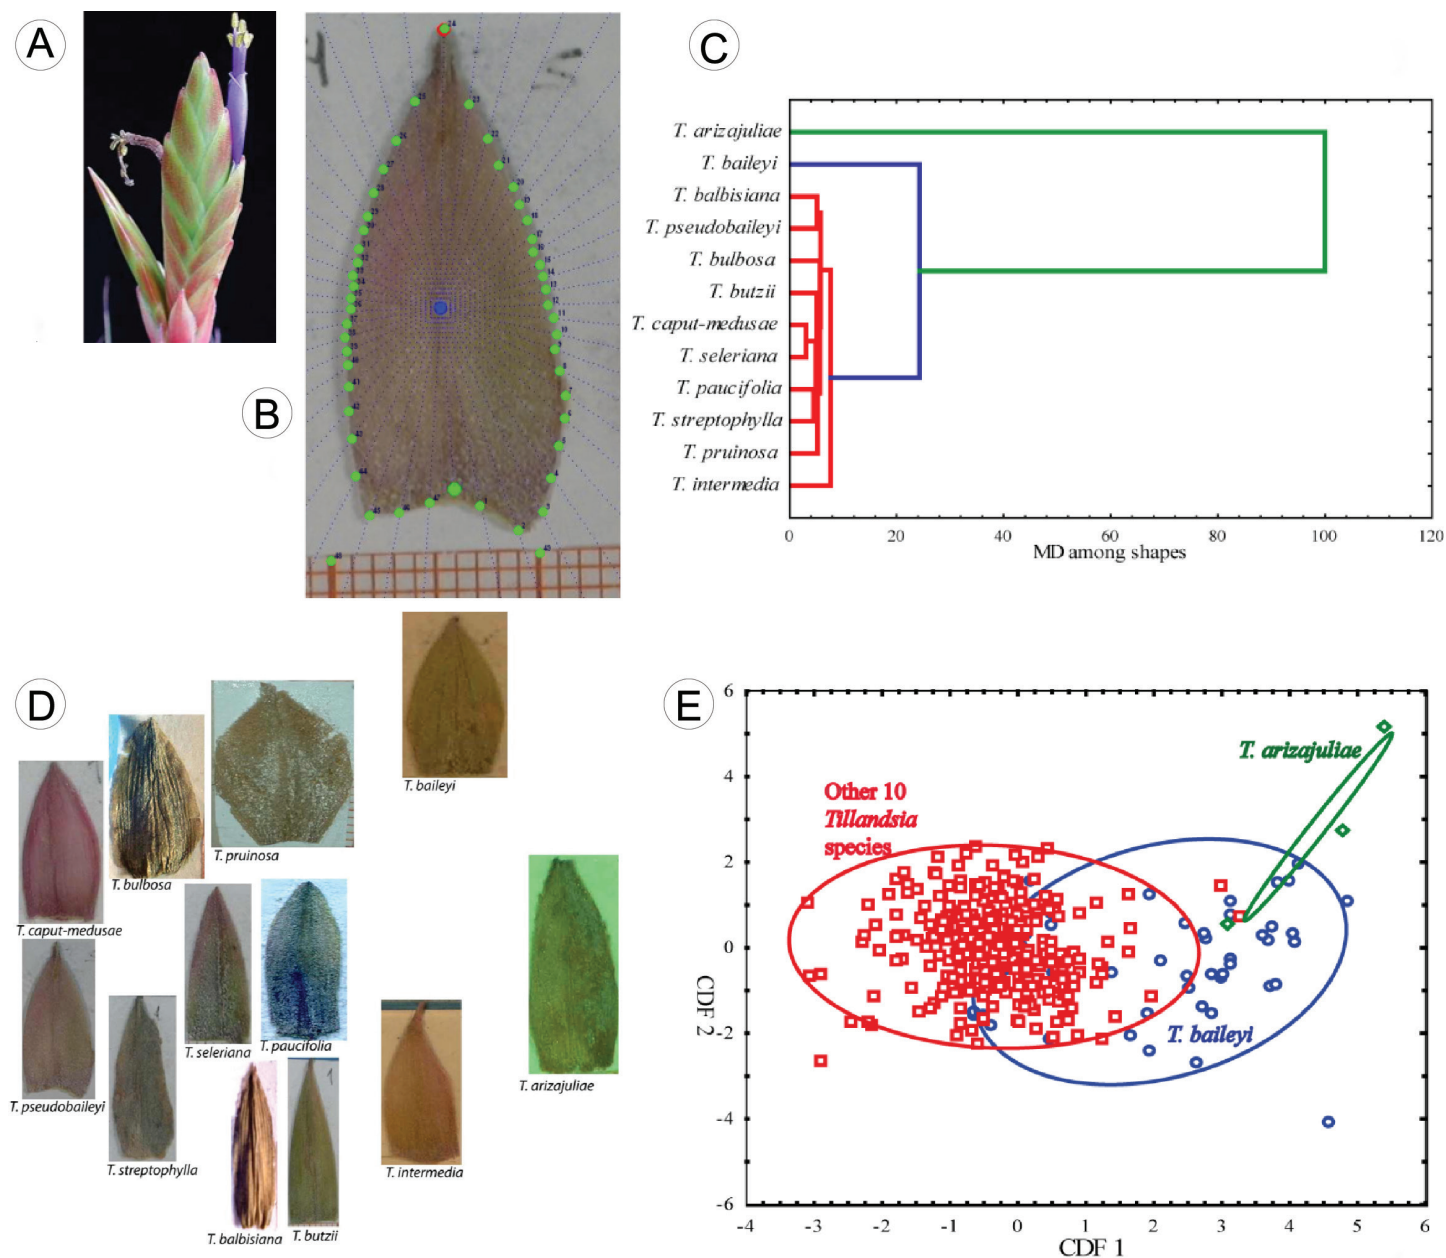 A
B
C
T. arizajuliae
T. baileyi
T. balbisiana
T. pseudobaileyi
T. bulbosa
T. butzii
T. caput-medusae
T. seleriana
T. paucifolia
T. streptophylla
T. pruinosa
T. intermedia
0 20 40 60 80 100 120
MD among shapes
D
T. baileyi
T. pruinosa
T. bulbosa
T. caput-medusae
T. seleriana
T. paucifolia
T. arizajuliae
T. pseudobaileyi
T. streptophylla
T. intermedia
T. balbisiana
T. butzii
E
6
4
2
0
-2
-4
-6
CDF 2
T. arizajuliae
Other 10
Tillandsia
species
T. baileyi
-4 -3 -2 -1 0 1 2 3 4 5 6
CDF 1